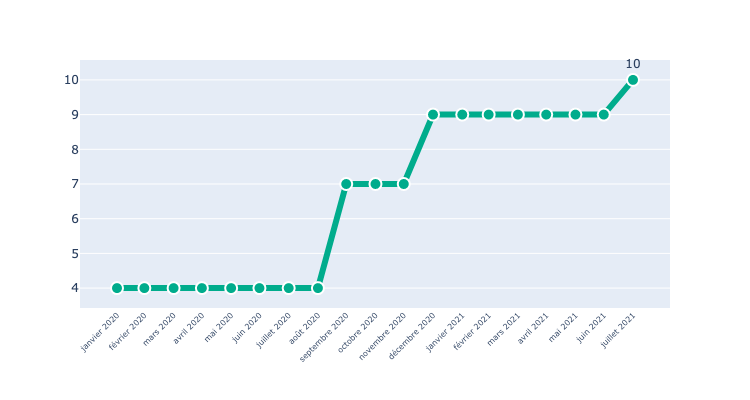 10
10
9
8
7
6
5
4
janvier 2020
février 2020
mars 2020
avril 2020
mai 2020
juin 2020
juillet 2020
août 2020
septembre 2020
octobre 2020
novembre 2020
décembre 2020
janvier 2021
février 2021
mars 2021
avril 2021
mai 2021
juin 2021
juillet 2021